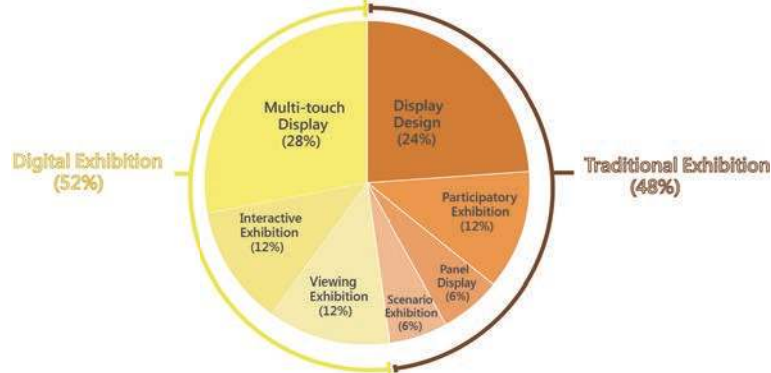 Multi-touch
Display
(28%)
Display
Design
(24%)
Digital Exhibition
(52%)
Traditional Exhibition
(48%)
Participatory
Exhibition
(12%)
Interactive
Exhibition
(12%)
Viewing
Exhibition
(12%)
Panel
Display
(6%)
Scenario
Exhibition
(6%)